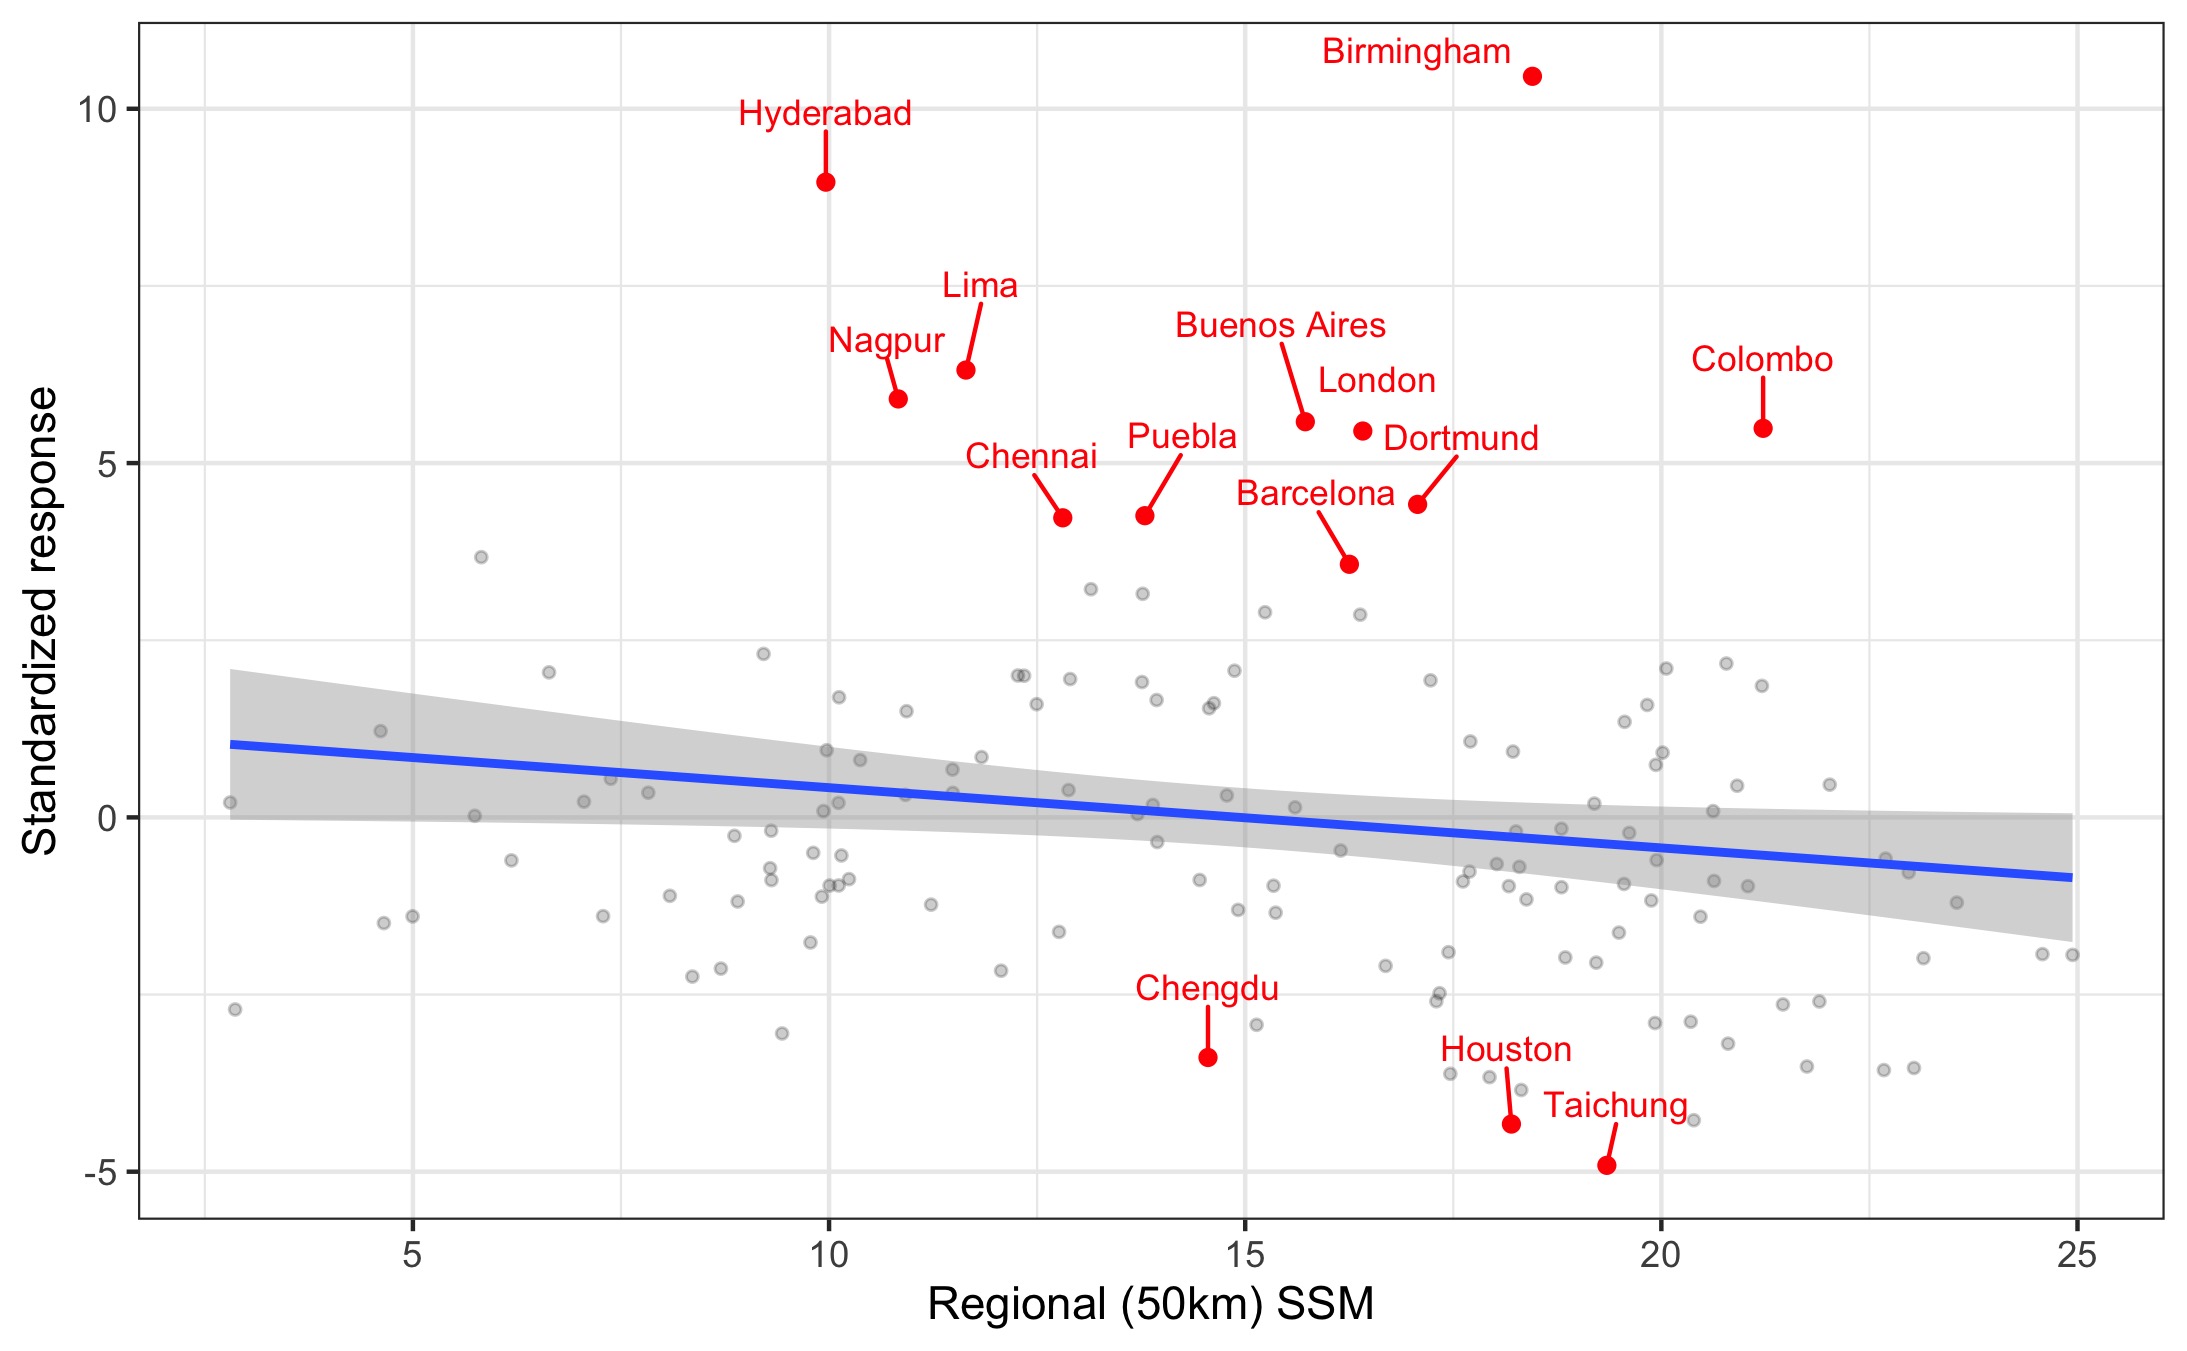 Birmingham
10
Hyderabad
Lima
Buenos Aires
Nagpur
Colombo
London
Puebla
Dortmund
Chennai
5
Barcelona
Standardized response
0
Chengdu
Houston
Taichung
-5
5 10 15 20 25
Regional (50km) SSM